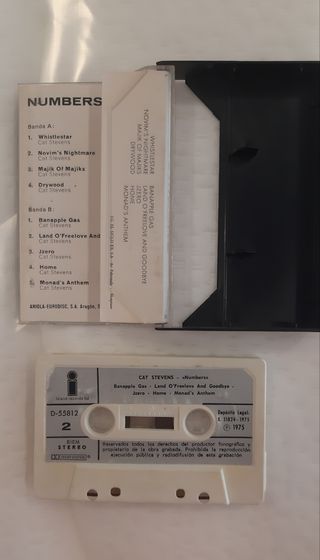 NUMBERS
Banda A:
1. Whistlestar
Cat Stevens
2. Novim's Nightmare
Cat Stevens
3. Majik Of Majiks
Cat Stevens
4. Drywood
Cat Stevens
Banda B:
1. Banapple Gas
Cat Stevens
2. Land O'Freelove And
Cat Stevens
3. Jzero
Cat Stevens
4. Home
Cat Stevens
5. Monad's Anthem
Cat Stevens
ARIOLA-EURODISC, S.A. Aragón,
WHISTLESTAR
NOVIM'S NIGHTMARE
MAJIK OF MAJIKS
DRYWOOD
BANAPPLE GAS
LAND O'FREELOVE AND GOODBYE
JZERO
HOME
MONAD'S ANTHEM
island records ltd
CAT STEVENS - «Numbers»
Banapple Gas - Land O'Freelove And Goodbye -
Jzero - Home - Monad's Anthem
D-55812
2
BIEM
STEREO
Depósito Legal:
℗ 1975
Reservados todos los derechos del productor fonográfico y
propietario de la obra grabada. Prohibida la reproducción
ejecución pública y radiodifusión de esta grabación